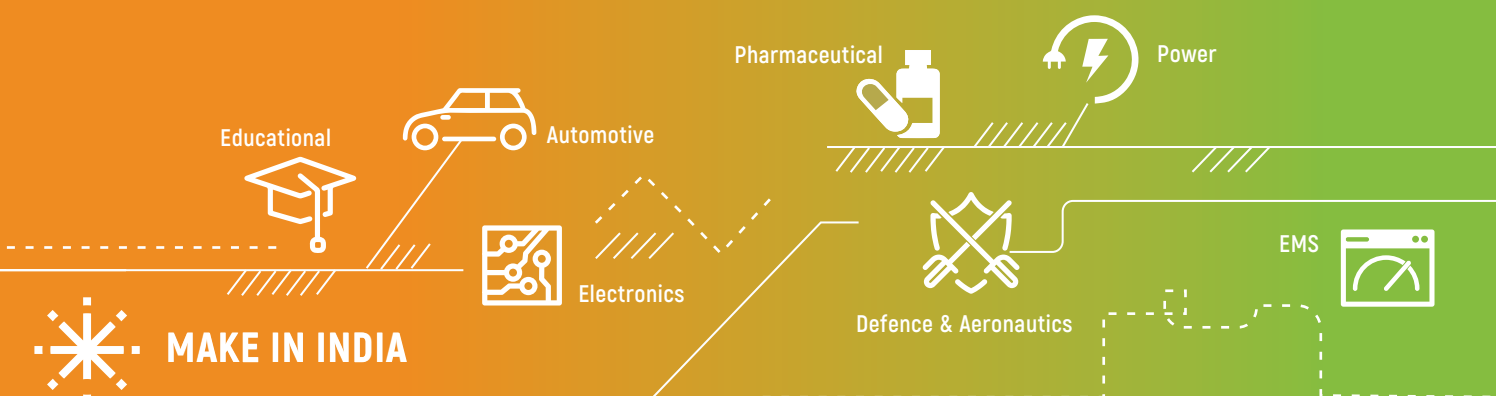 Pharmaceutical
Power
Educational
Automotive
EMS
Electronics
Defence & Aeronautics
MAKE IN INDIA